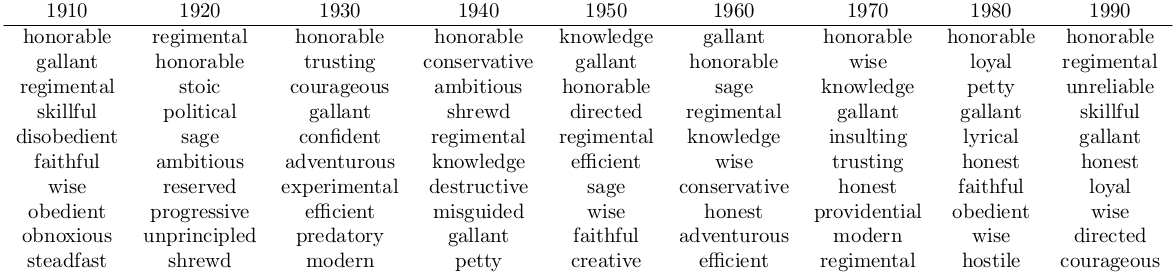 1910 1920 1930 1940 1950 1960 1970 1980 1990
honorable regimental honorable honorable knowledge gallant honorable honorable honorable
gallant honorable trusting conservative gallant honorable wise loyal regimental
regimental stoic courageous ambitious honorable sage knowledge petty unreliable
skillful political gallant shrewd directed regimental gallant gallant skillful
disobedient sage confident regimental regimental knowledge insulting lyrical gallant
faithful ambitious adventurous knowledge efficient wise trusting honest honest
wise reserved experimental destructive sage conservative honest faithful loyal
obedient progressive efficient misguided wise honest providential obedient wise
obnoxious unprincipled predatory gallant faithful adventurous modern wise directed
steadfast shrewd modern petty creative efficient regimental hostile courageous